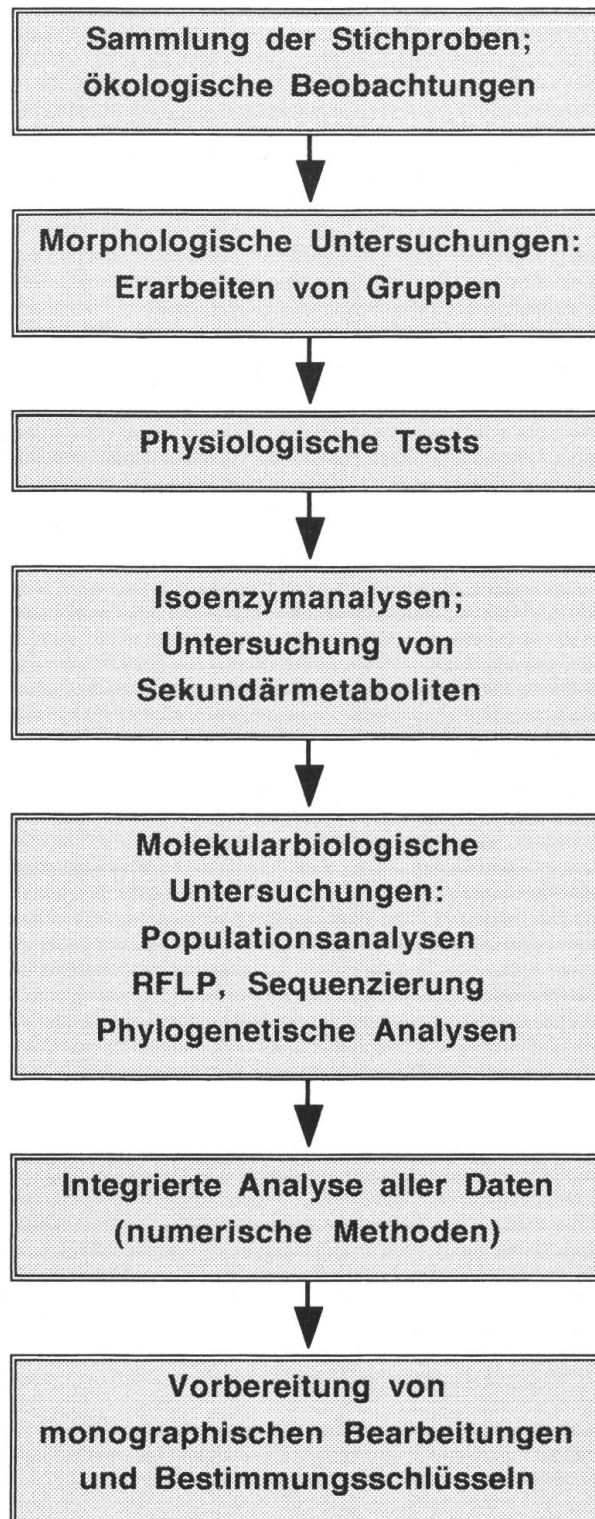 Sammlung der Stichproben;
ökologische Beobachtungen
Morphologische Untersuchungen:
Erarbeiten von Gruppen
Physiologische Tests
Isoenzymanalysen;
Untersuchung von
Sekundärmetaboliten
Molekularbiologische
Untersuchungen:
Populationsanalysen
RFLP, Sequenzierung
Phylogenetische Analysen
Integrierte Analyse aller Daten
(numerische Methoden)
Vorbereitung von
monographischen Bearbeitungen
und Bestimmungsschlüsseln